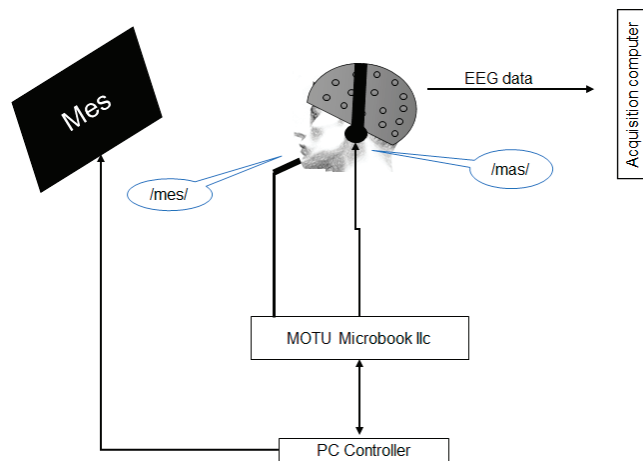 Mes
EEG data
Acquisition computer
/mes/
/mas/
MOTU Microbook IIc
PC Controller